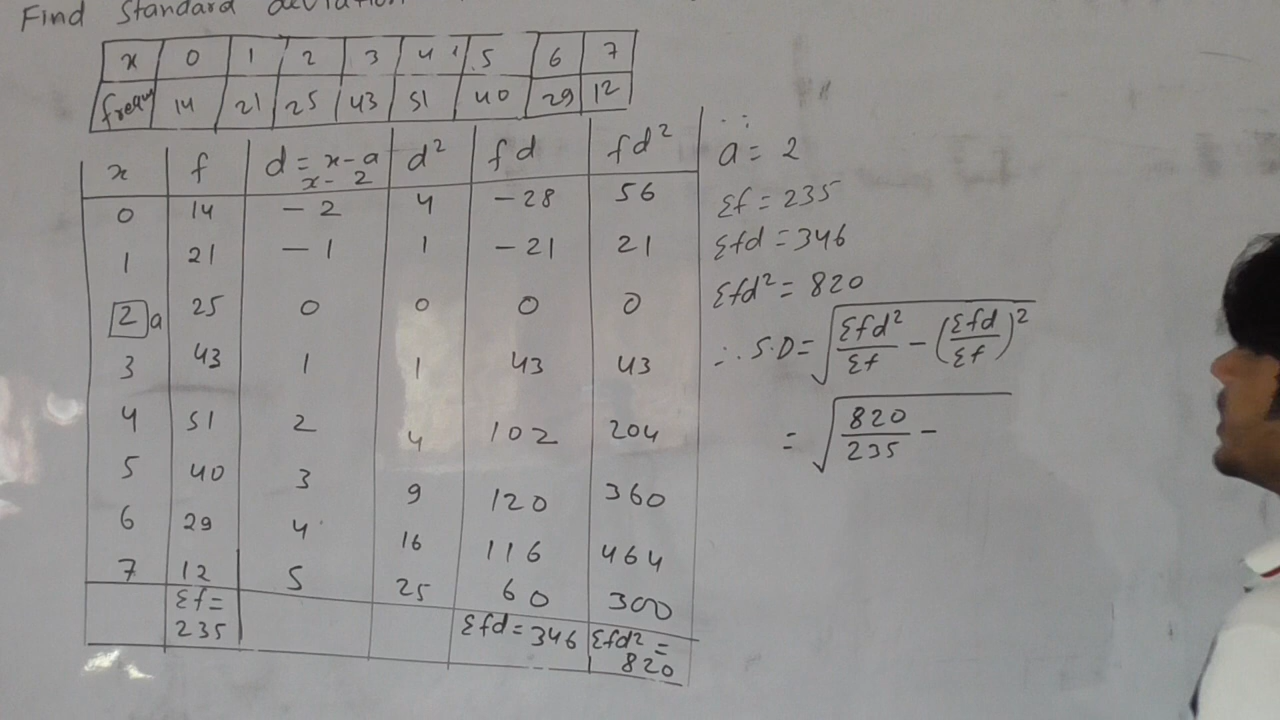 Find Standard deviation
x 0 1 2 3 4 5 6 7
14 21 25 43 51 40 29 12
x f d = x-a d² fd fd²
x-2
0 14 -2 4 -28 56
1 21 -1 1 -21 21
2 a 25 0 0 0 0
3 43 1 1 43 43
4 51 2 4 102 204
5 40 3 9 120 360
6 29 4 16 116 464
7 12 5 25 60 300
Σf = 235 Σfd = 346 Σfd² = 820
∵
a = 2
Σf = 235
Σfd = 346
Σfd² = 820
∴ S.D = √(Σfd²/Σf - (Σfd/Σf)²)
= √(820/235 -